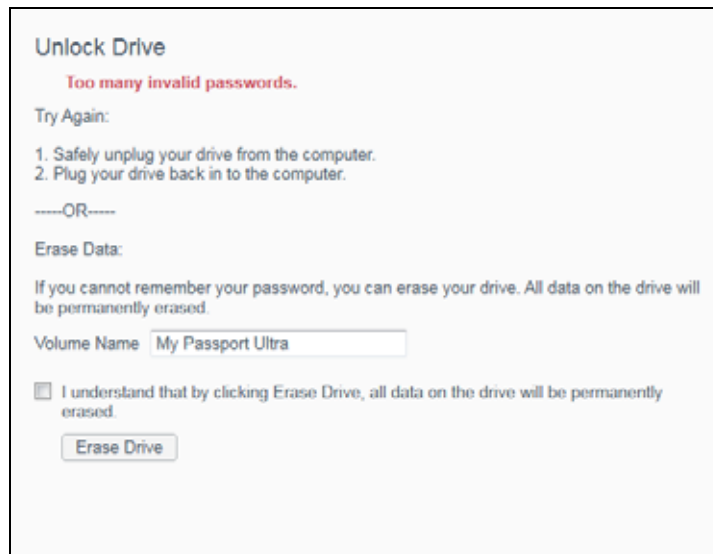 Unlock Drive
Too many invalid passwords.
Try Again:
1. Safely unplug your drive from the computer.
2. Plug your drive back in to the computer.
-----OR-----
Erase Data:
If you cannot remember your password, you can erase your drive. All data on the drive will
be permanently erased.
Volume Name My Passport Ultra
I understand that by clicking Erase Drive, all data on the drive will be permanently
erased.
Erase Drive